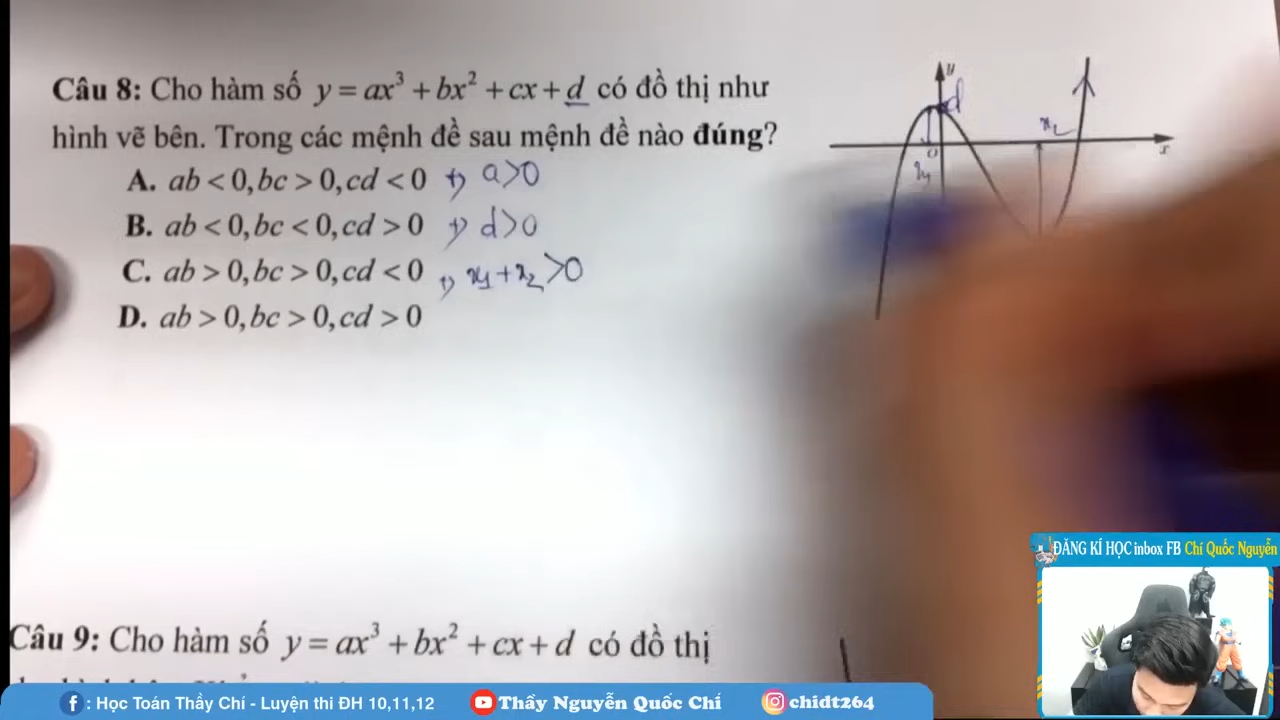 Câu 8: Cho hàm số y = ax³ + bx² + cx + d có đồ thị như
hình vẽ bên. Trong các mệnh đề sau mệnh đề nào đúng?
A. ab < 0, bc > 0, cd < 0
a>0
B. ab < 0, bc < 0, cd > 0
d>0
C. ab > 0, bc > 0, cd < 0
x₁ + x₂ > 0
D. ab > 0, bc > 0, cd > 0
y
d
x₂
O
x
x₁
Câu 9: Cho hàm số y = ax³ + bx² + cx + d có đồ thị
ĐĂNG KÍ HỌC inbox FB Chí Quốc Nguyễn
: Học Toán Thầy Chí - Luyện thi ĐH 10,11,12
Thầy Nguyễn Quốc Chí
chidt264